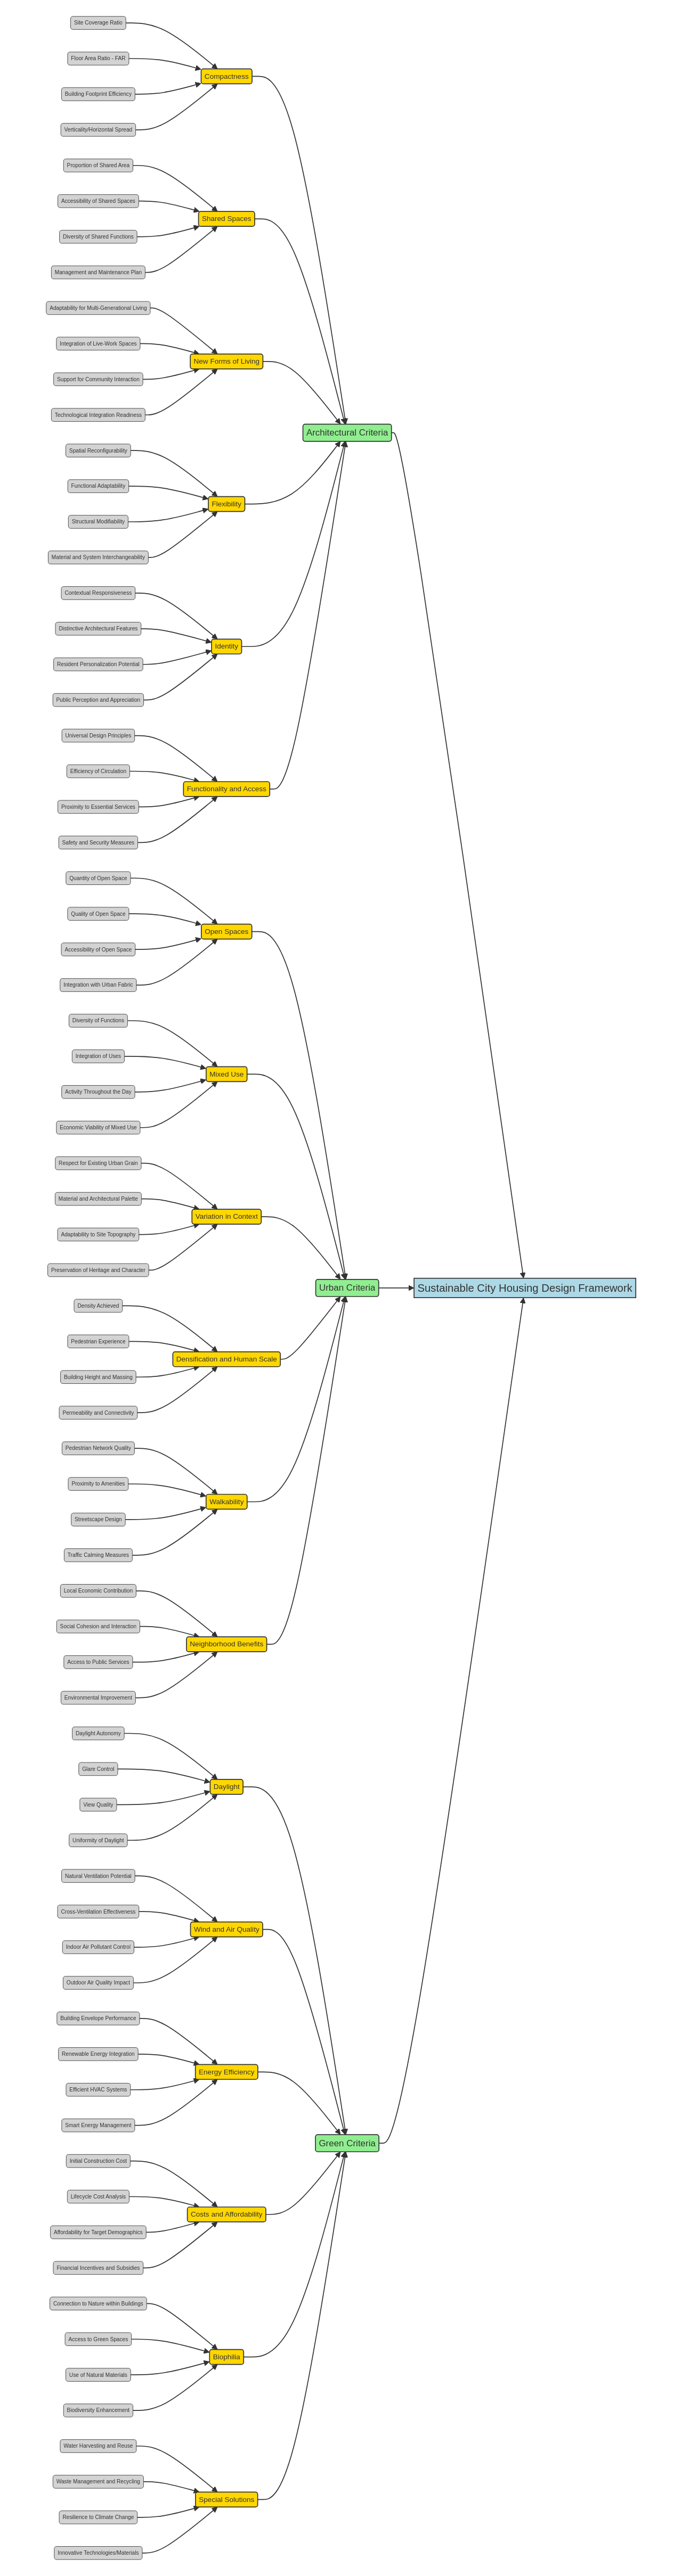 Site Coverage Ratio
Floor Area Ratio - FAR
Compactness
Building Footprint Efficiency
Verticality/Horizontal Spread
Proportion of Shared Area
Accessibility of Shared Spaces
Shared Spaces
Diversity of Shared Functions
Management and Maintenance Plan
Adaptability for Multi-Generational Living
Integration of Live-Work Spaces
New Forms of Living
Support for Community Interaction
Technological Integration Readiness
Architectural Criteria
Spatial Reconfigurability
Functional Adaptability
Flexibility
Structural Modifiability
Material and System Interchangeability
Contextual Responsiveness
Distinctive Architectural Features
Identity
Resident Personalization Potential
Public Perception and Appreciation
Universal Design Principles
Efficiency of Circulation
Functionality and Access
Proximity to Essential Services
Safety and Security Measures
Quantity of Open Space
Quality of Open Space
Open Spaces
Accessibility of Open Space
Integration with Urban Fabric
Diversity of Functions
Integration of Uses
Mixed Use
Activity Throughout the Day
Economic Viability of Mixed Use
Respect for Existing Urban Grain
Material and Architectural Palette
Variation in Context
Adaptability to Site Topography
Preservation of Heritage and Character
Urban Criteria
Sustainable City Housing Design Framework
Density Achieved
Pedestrian Experience
Densification and Human Scale
Building Height and Massing
Permeability and Connectivity
Pedestrian Network Quality
Proximity to Amenities
Walkability
Streetscape Design
Traffic Calming Measures
Local Economic Contribution
Social Cohesion and Interaction
Neighborhood Benefits
Access to Public Services
Environmental Improvement
Daylight Autonomy
Glare Control
Daylight
View Quality
Uniformity of Daylight
Natural Ventilation Potential
Cross-Ventilation Effectiveness
Wind and Air Quality
Indoor Air Pollutant Control
Outdoor Air Quality Impact
Building Envelope Performance
Renewable Energy Integration
Energy Efficiency
Efficient HVAC Systems
Smart Energy Management
Green Criteria
Initial Construction Cost
Lifecycle Cost Analysis
Costs and Affordability
Affordability for Target Demographics
Financial Incentives and Subsidies
Connection to Nature within Buildings
Access to Green Spaces
Biophilia
Use of Natural Materials
Biodiversity Enhancement
Water Harvesting and Reuse
Waste Management and Recycling
Special Solutions
Resilience to Climate Change
Innovative Technologies/Materials